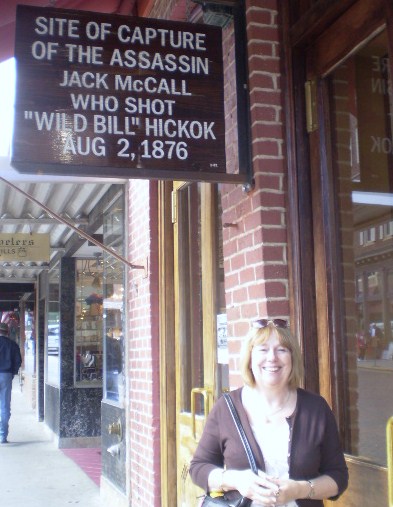 SITE OF CAPTURE
OF THE ASSASSIN
JACK McCALL
WHO SHOT
"WILD BILL" HICKOK
AUG 2, 1876